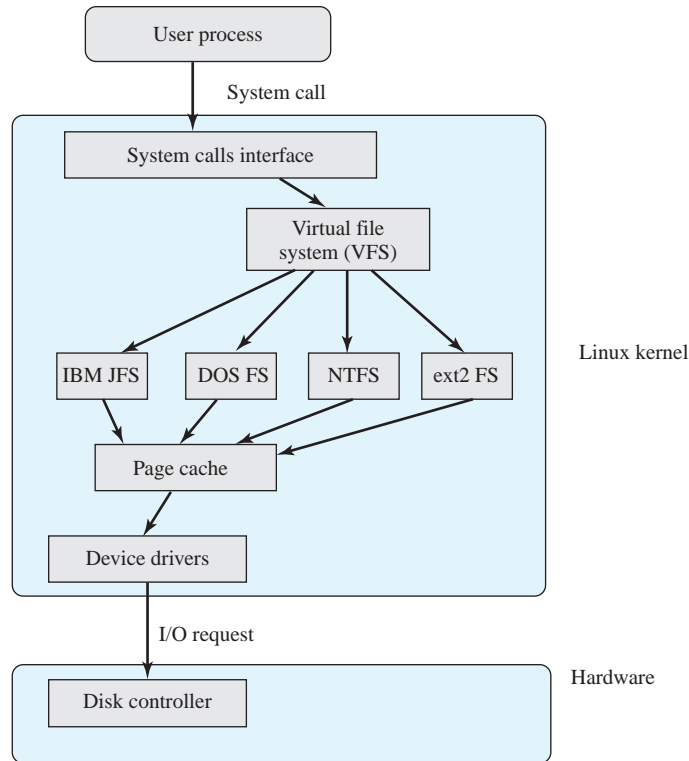 User process
System call
System calls interface
Virtual file
system (VFS)
IBM JFS
DOS FS
NTFS
ext2 FS
Linux kernel
Page cache
Device drivers
I/O request
Hardware
Disk controller